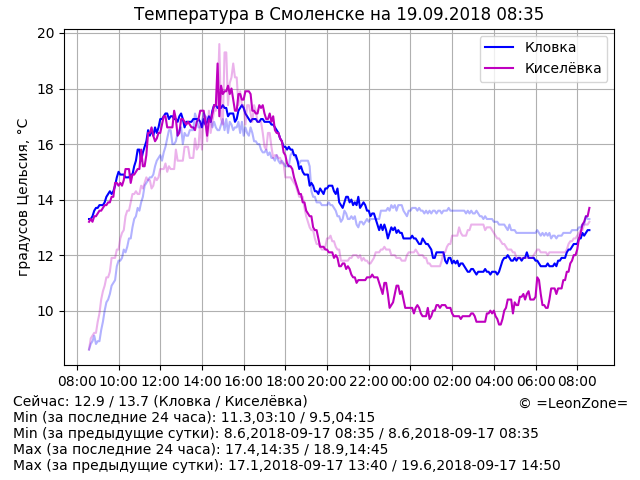 Температура в Смоленске на 19.09.2018 08:35
Кловка
Киселёвка
градусов Цельсия, °C
20
18
16
14
12
10
08:00 10:00 12:00 14:00 16:00 18:00 20:00 22:00 00:00 02:00 04:00 06:00 08:00
Сейчас: 12.9 / 13.7 (Кловка / Киселёвка)
© =LeonZone=
Min (за последние 24 часа): 11.3,03:10 / 9.5,04:15
Min (за предыдущие сутки): 8.6,2018-09-17 08:35 / 8.6,2018-09-17 08:35
Max (за последние 24 часа): 17.4,14:35 / 18.9,14:45
Max (за предыдущие сутки): 17.1,2018-09-17 13:40 / 19.6,2018-09-17 14:50